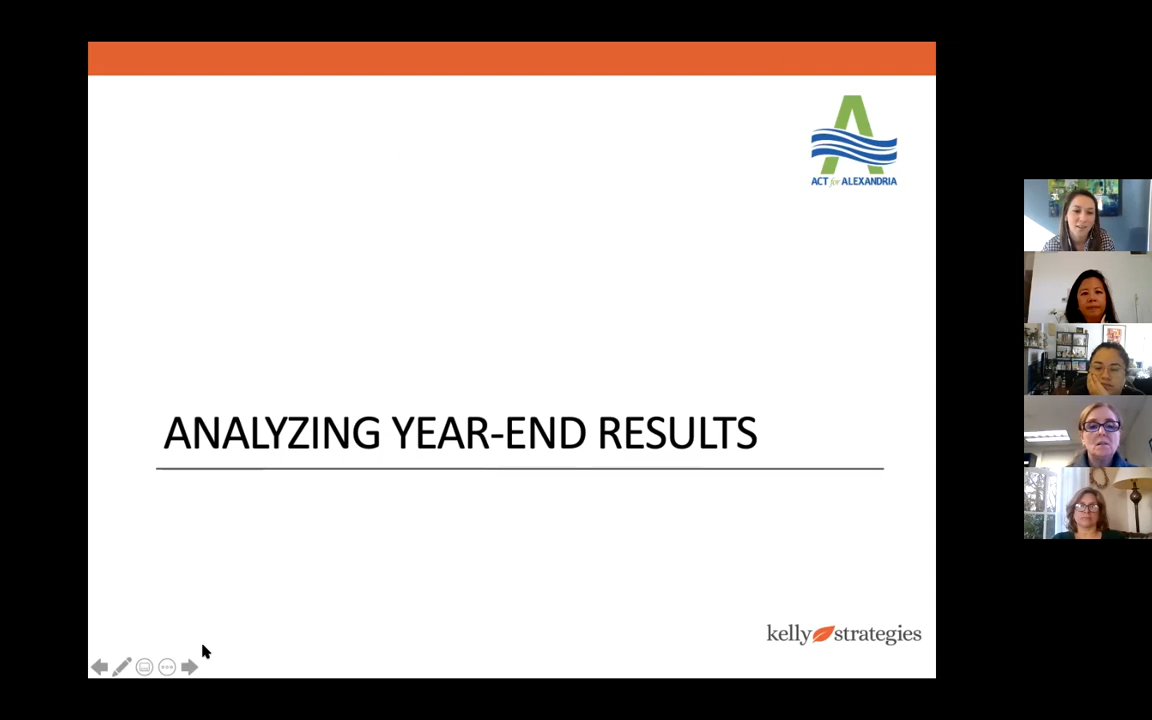 ACT for ALEXANDRIA
ANALYZING YEAR-END RESULTS
kelly strategies